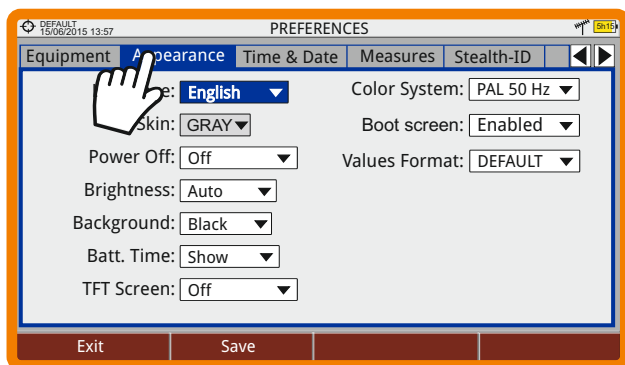 DEFAULT
15/06/2015 13:57
PREFERENCES
5h15
Equipment Appearance Time & Date Measures Stealth-ID
English
Color System: PAL 50 Hz
Skin: GRAY
Boot screen: Enabled
Power Off: Off
Values Format: DEFAULT
Brightness: Auto
Background: Black
Batt. Time: Show
TFT Screen: Off
Exit Save